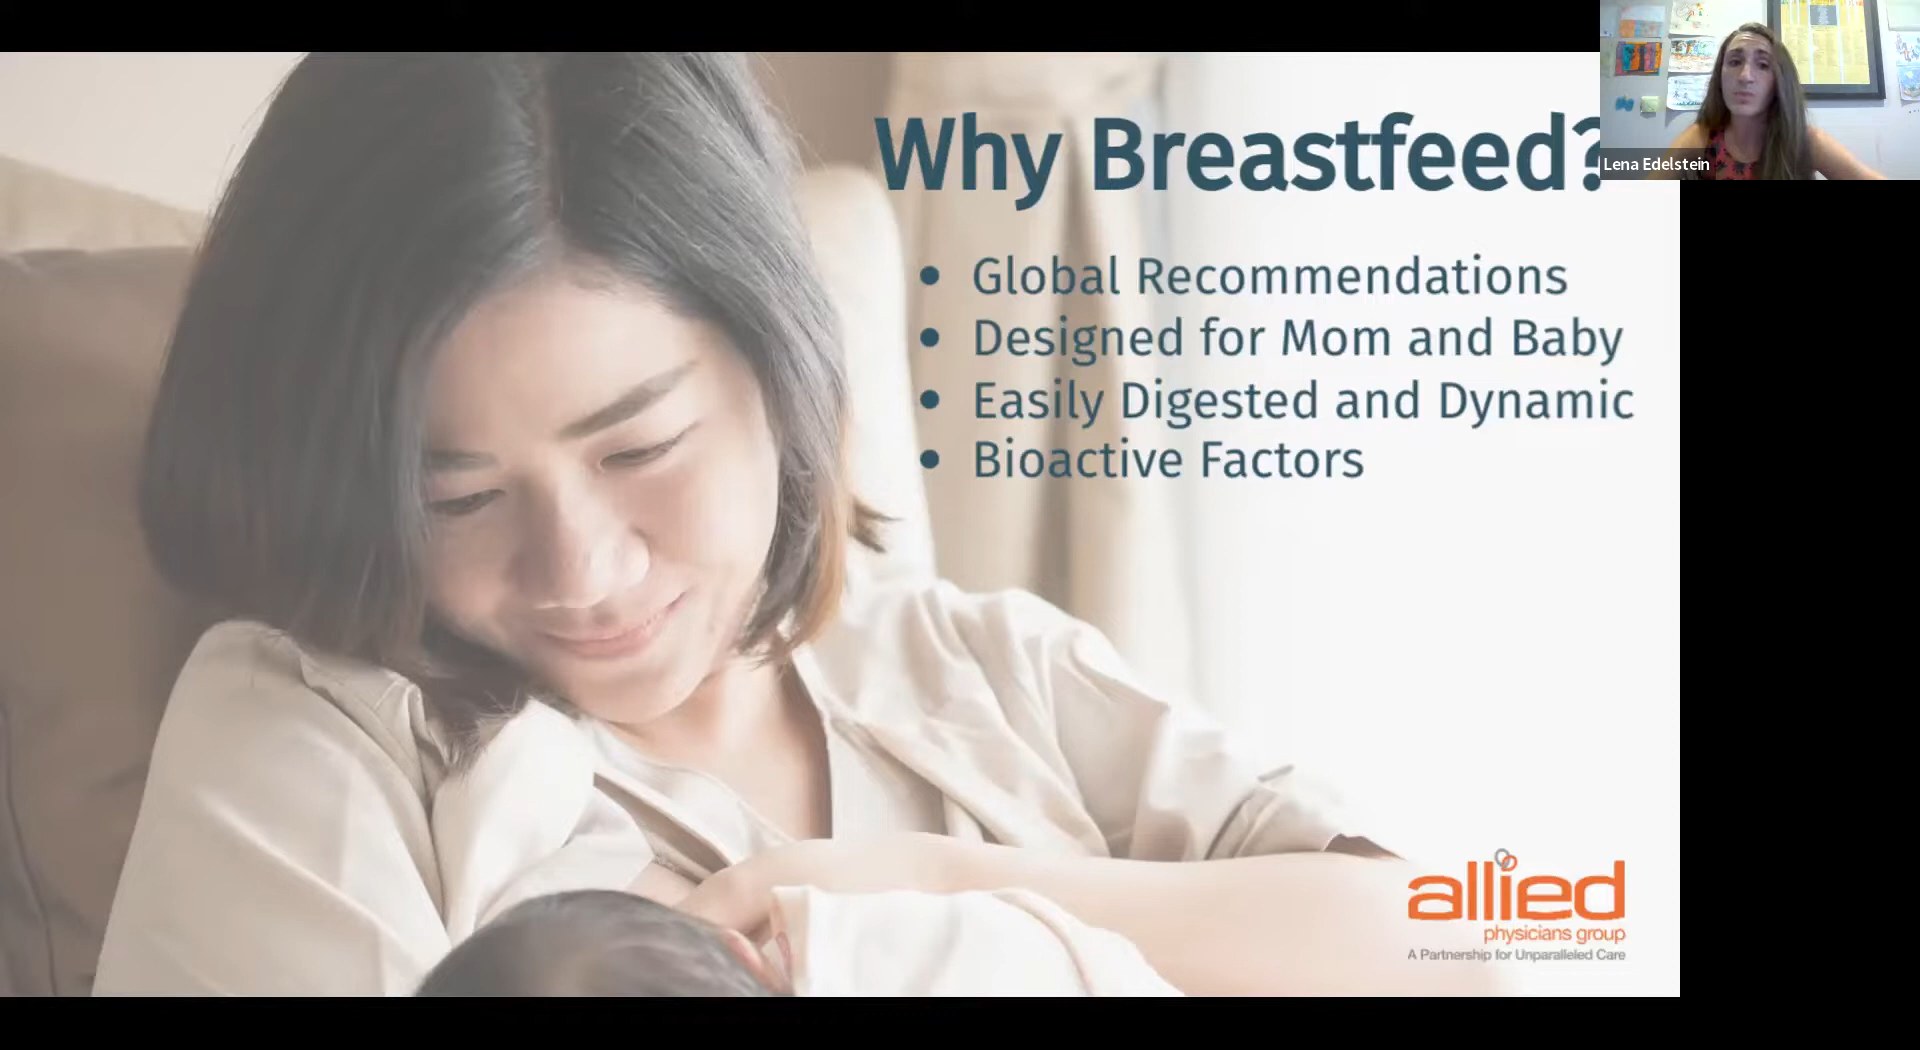 Why Breastfeed?
Lena Edelstein
• Global Recommendations
• Designed for Mom and Baby
• Easily Digested and Dynamic
• Bioactive Factors
allied
physicians group
A Partnership for Unparalleled Care